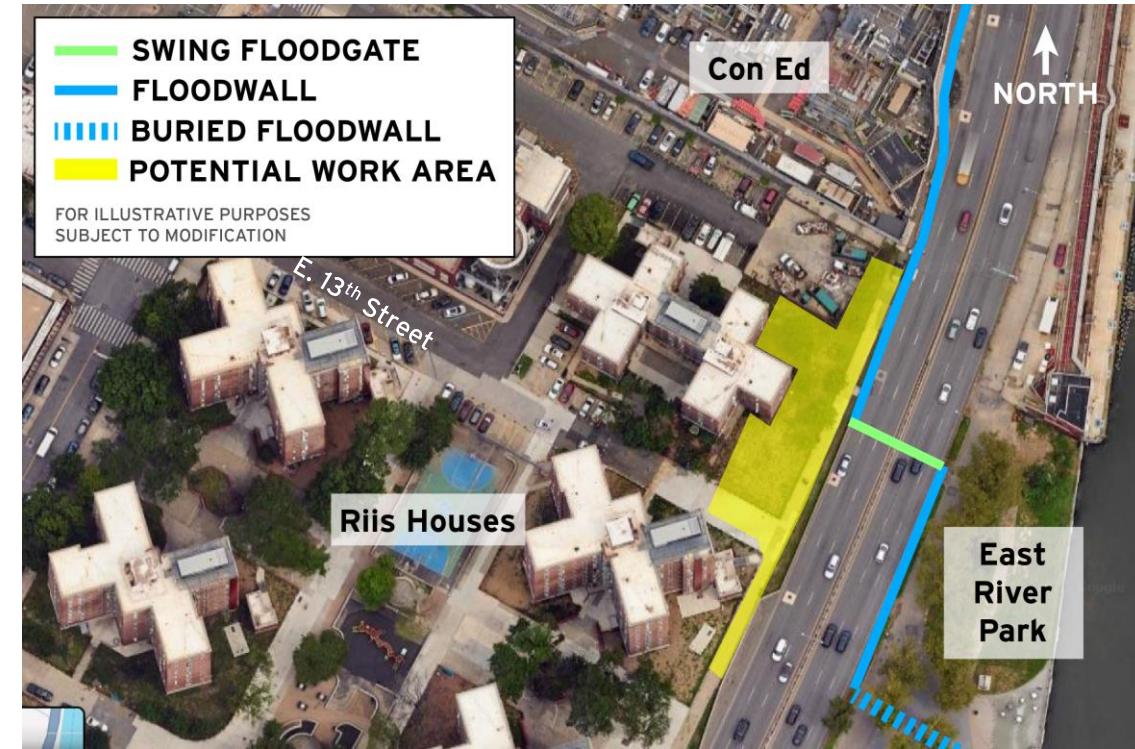 SWING FLOODGATE
FLOODWALL
BURIED FLOODWALL
POTENTIAL WORK AREA
FOR ILLUSTRATIVE PURPOSES
SUBJECT TO MODIFICATION
Con Ed
NORTH
E. 13th Street
Riis Houses
East
River
Park